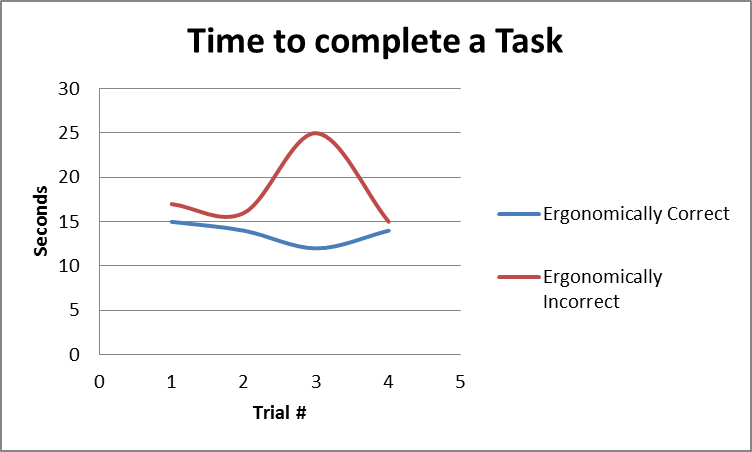 Time to complete a Task
30
25
20
15
10
5
0
Seconds
0 1 2 3 4 5
Trial #
Ergonomically Correct
Ergonomically
Incorrect